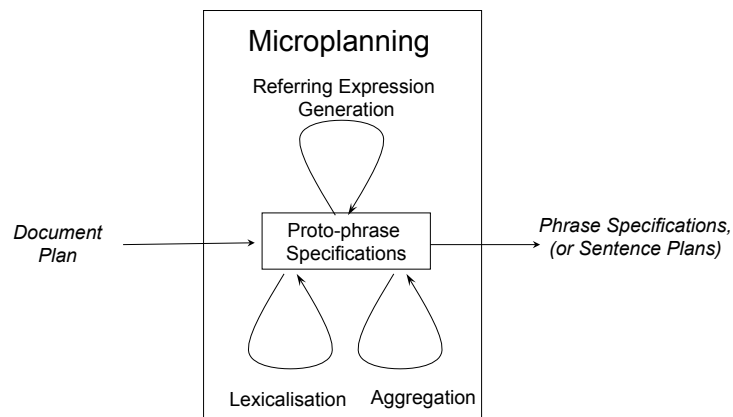 Microplanning
Referring Expression
Generation
Document
Plan
Proto-phrase
Specifications
Phrase Specifications,
(or Sentence Plans)
Lexicalisation
Aggregation